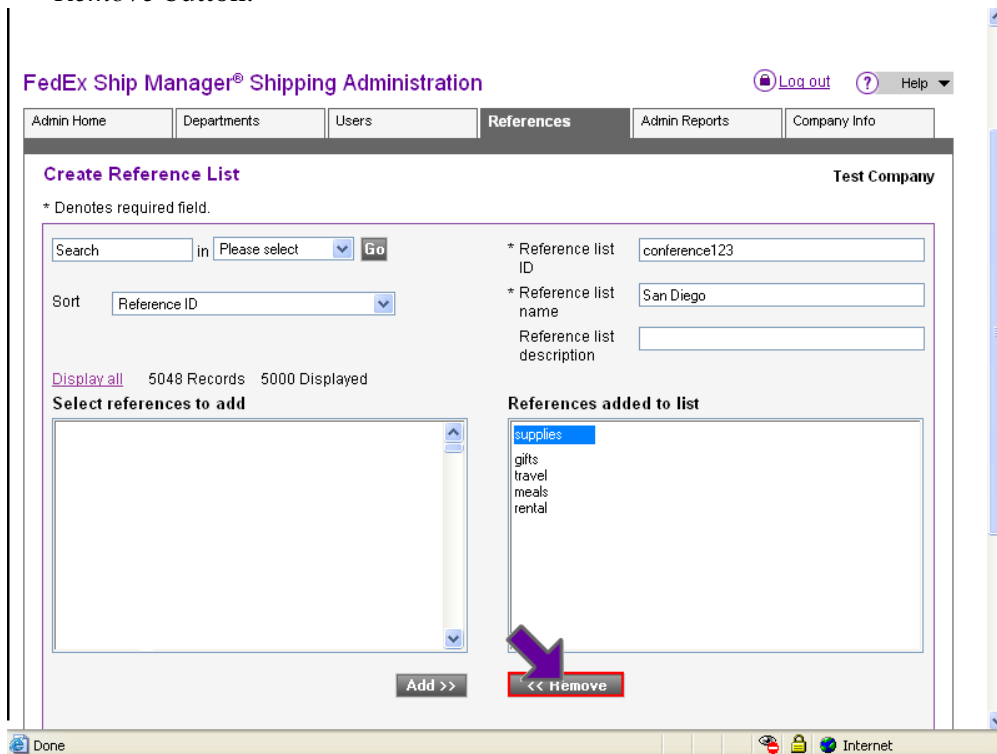 Remove button.
FedEx Ship Manager® Shipping Administration
Log out
? Help
Admin Home
Departments
Users
References
Admin Reports
Company Info
Create Reference List
Test Company
* Denotes required field.
Search in Please select Go
Sort Reference ID
* Reference list ID conference123
* Reference list name San Diego
Reference list description
Display all 5048 Records 5000 Displayed
Select references to add
References added to list
supplies
gifts
travel
meals
rental
Add >>
<< Remove
Done
Internet